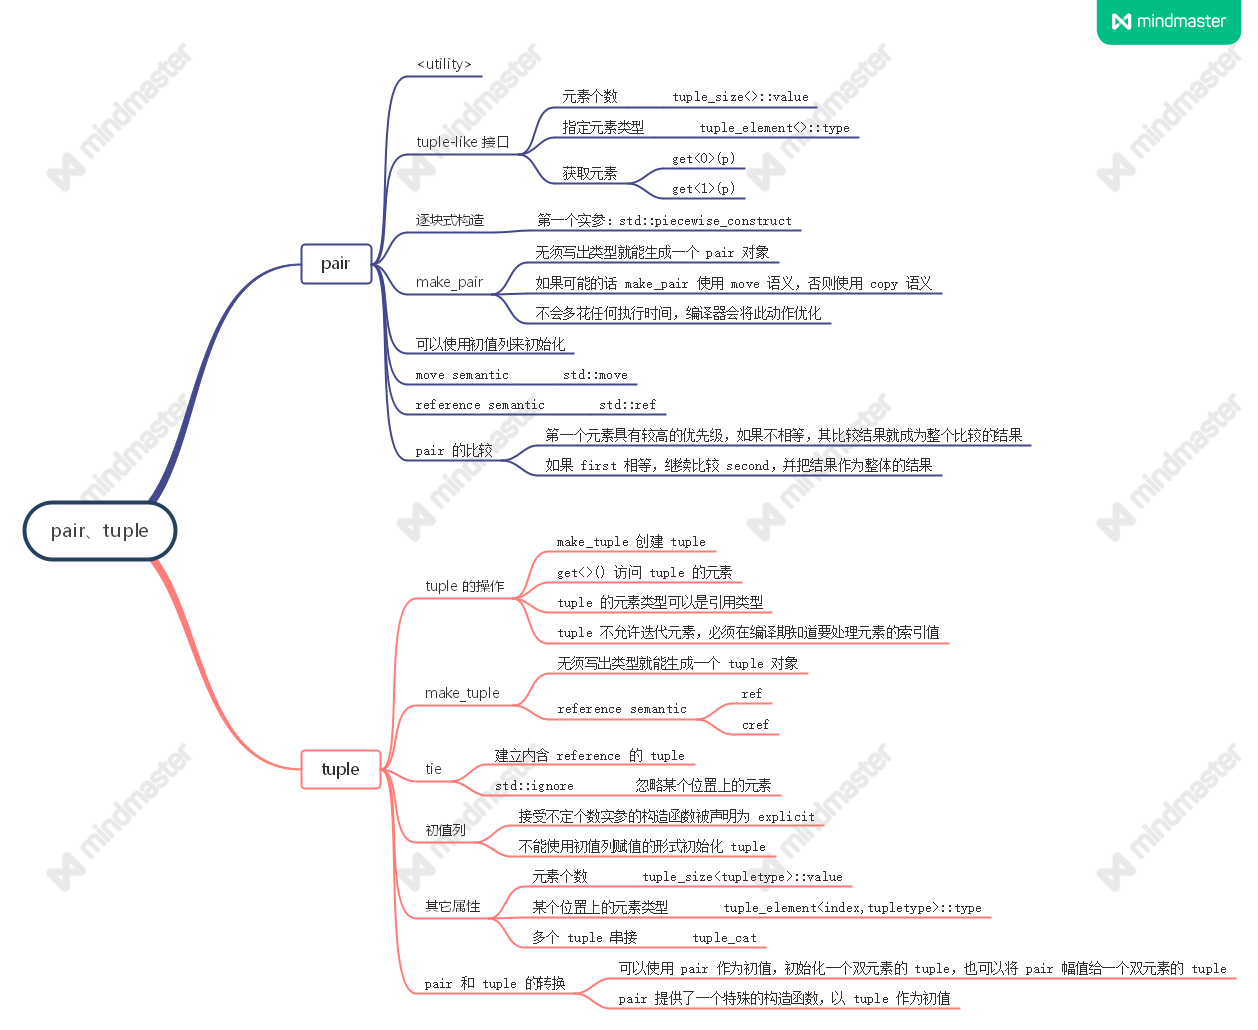 mindmaster
pair、tuple
pair
<utility>
tuple-like 接口
元素个数
tuple_size<>::value
指定元素类型
tuple_element<>::type
获取元素
get<0>(p)
get<1>(p)
逐块式构造
第一个实参：std::piecewise_construct
make_pair
无须写出类型就能生成一个 pair 对象
如果可能的话 make_pair 使用 move 语义，否则使用 copy 语义
不会多花任何执行时间，编译器会将此动作优化
可以使用初值列来初始化
move semantic
std::move
reference semantic
std::ref
pair 的比较
第一个元素具有较高的优先级，如果不相等，其比较结果就成为整个比较的结果
如果 first 相等，继续比较 second，并把结果作为整体的结果
tuple
tuple 的操作
make_tuple 创建 tuple
get<>() 访问 tuple 的元素
tuple 的元素类型可以是引用类型
tuple 不允许迭代元素，必须在编译期知道要处理元素的索引值
make_tuple
无须写出类型就能生成一个 tuple 对象
reference semantic
ref
cref
tie
建立内含 reference 的 tuple
std::ignore
忽略某个位置上的元素
初值列
接受不定个数实参的构造函数被声明为 explicit
不能使用初值列赋值的形式初始化 tuple
其它属性
元素个数
tuple_size<tupletype>::value
某个位置上的元素类型
tuple_element<index,tupletype>::type
多个 tuple 串接
tuple_cat
pair 和 tuple 的转换
可以使用 pair 作为初值，初始化一个双元素的 tuple，也可以将 pair 幅值给一个双元素的 tuple
pair 提供了一个特殊的构造函数，以 tuple 作为初值
mindmaster
mindmaster
mindmaster
mindmaster
mindmaster
mindmaster
mindmaster
mindmaster
mindmaster
mindmaster
mindmaster
mindmaster